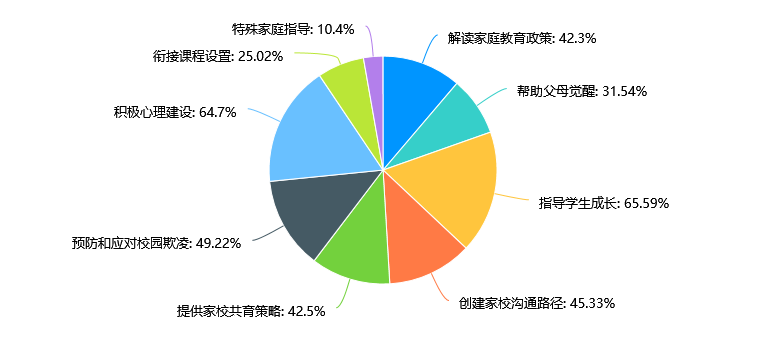 特殊家庭指导: 10.4%
解读家庭教育政策: 42.3%
衔接课程设置: 25.02%
帮助父母觉醒: 31.54%
积极心理建设: 64.7%
指导学生成长: 65.59%
预防和应对校园欺凌: 49.22%
创建家校沟通路径: 45.33%
提供家校共育策略: 42.5%